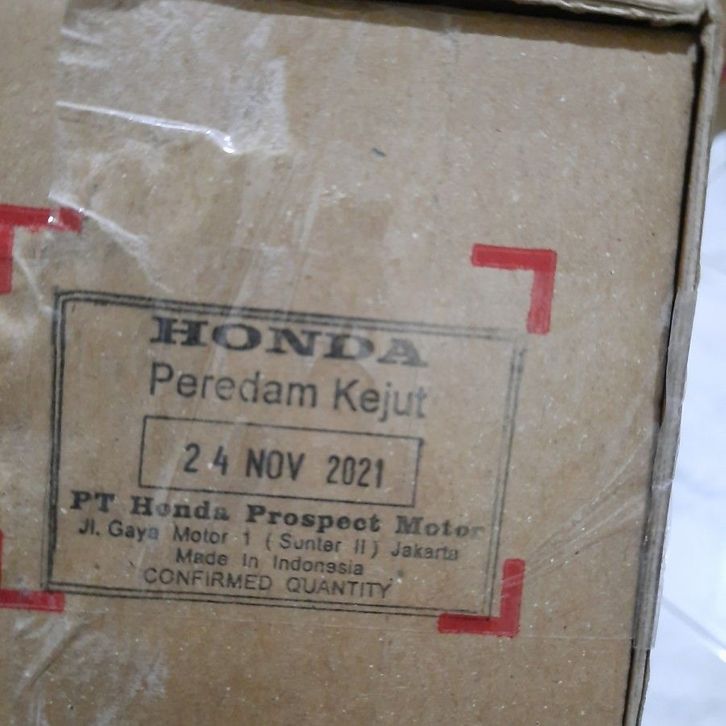 HONDA
Peredam Kejut
24 NOV 2021
PT Honda Prospect Motor
Jl. Gaya Motor 1 (Sunter II) Jakarta
Made In Indonesia
CONFIRMED QUANTITY